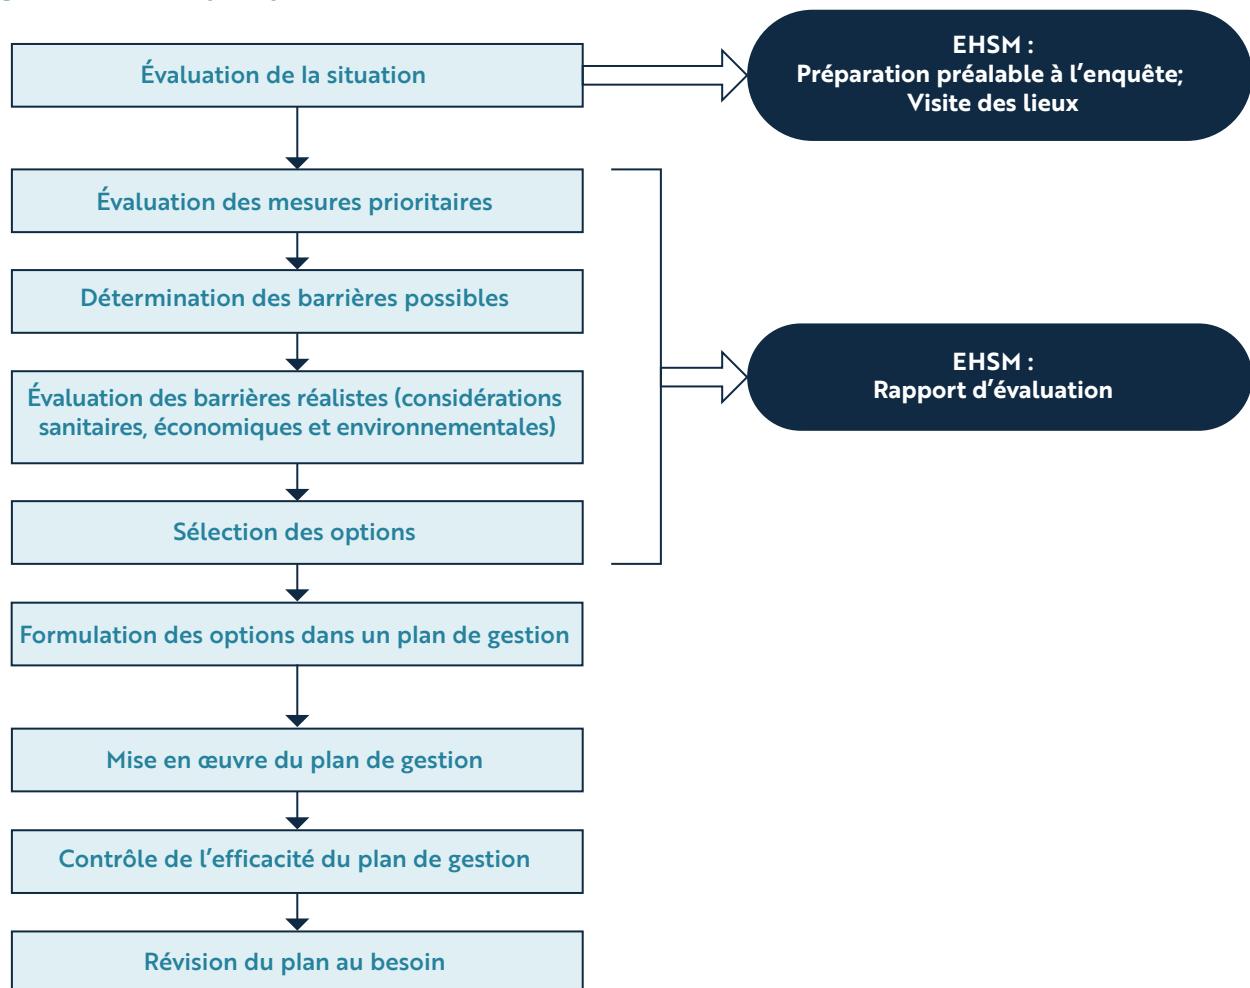 Évaluation de la situation
EHSM :
Préparation préalable à l’enquête;
Visite des lieux
Évaluation des mesures prioritaires
Détermination des barrières possibles
Évaluation des barrières réalistes (considérations
sanitaires, économiques et environnementales)
EHSM :
Rapport d’évaluation
Sélection des options
Formulation des options dans un plan de gestion
Mise en œuvre du plan de gestion
Contrôle de l’efficacité du plan de gestion
Révision du plan au besoin